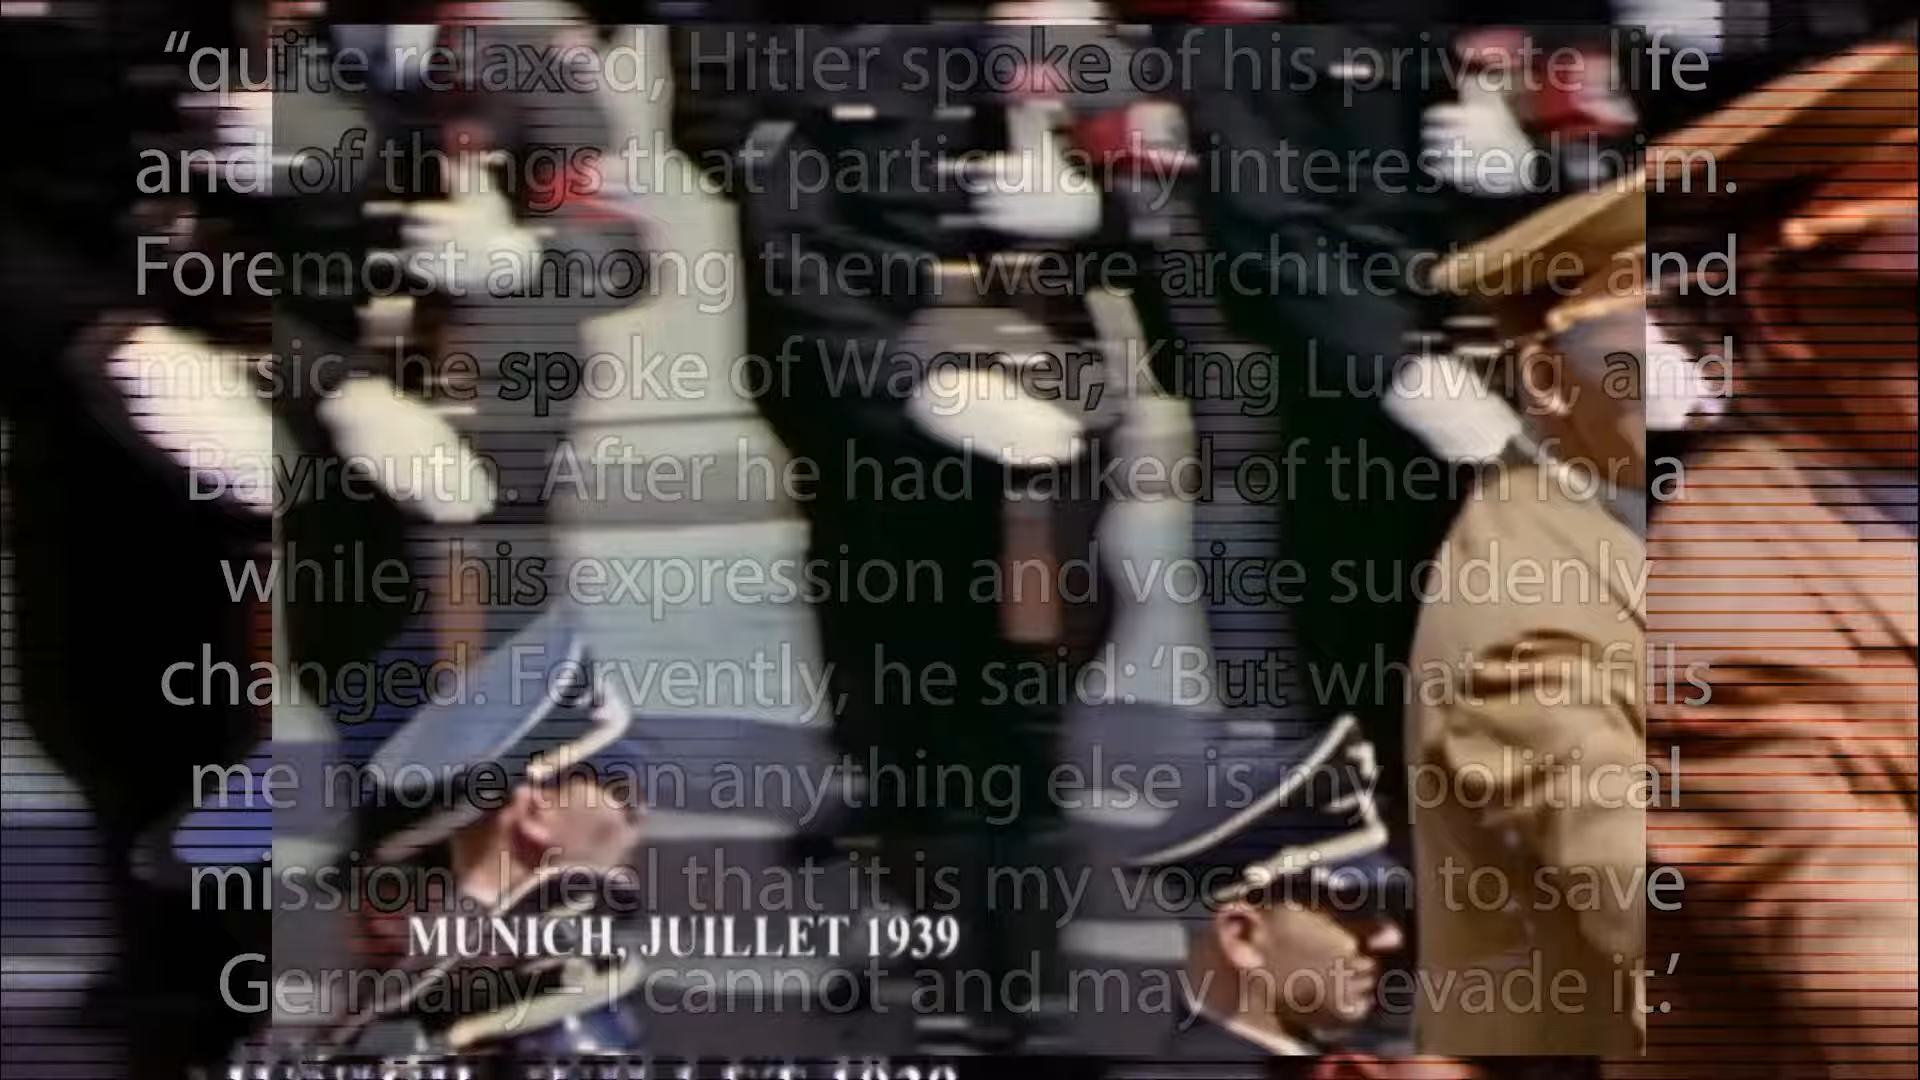 “quite relaxed, Hitler spoke of his private life
and of things that particularly interested him.
Foremost among them were architecture and
music- he spoke of Wagner, King Ludwig, and
Bayreuth. After he had talked of them for a
while, his expression and voice suddenly
changed. Fervently, he said: ‘But what fulfills
me more than anything else is my political
mission. I feel that it is my vocation to save
MUNICH, JUILLET 1939
Germany- I cannot and may not evade it.’